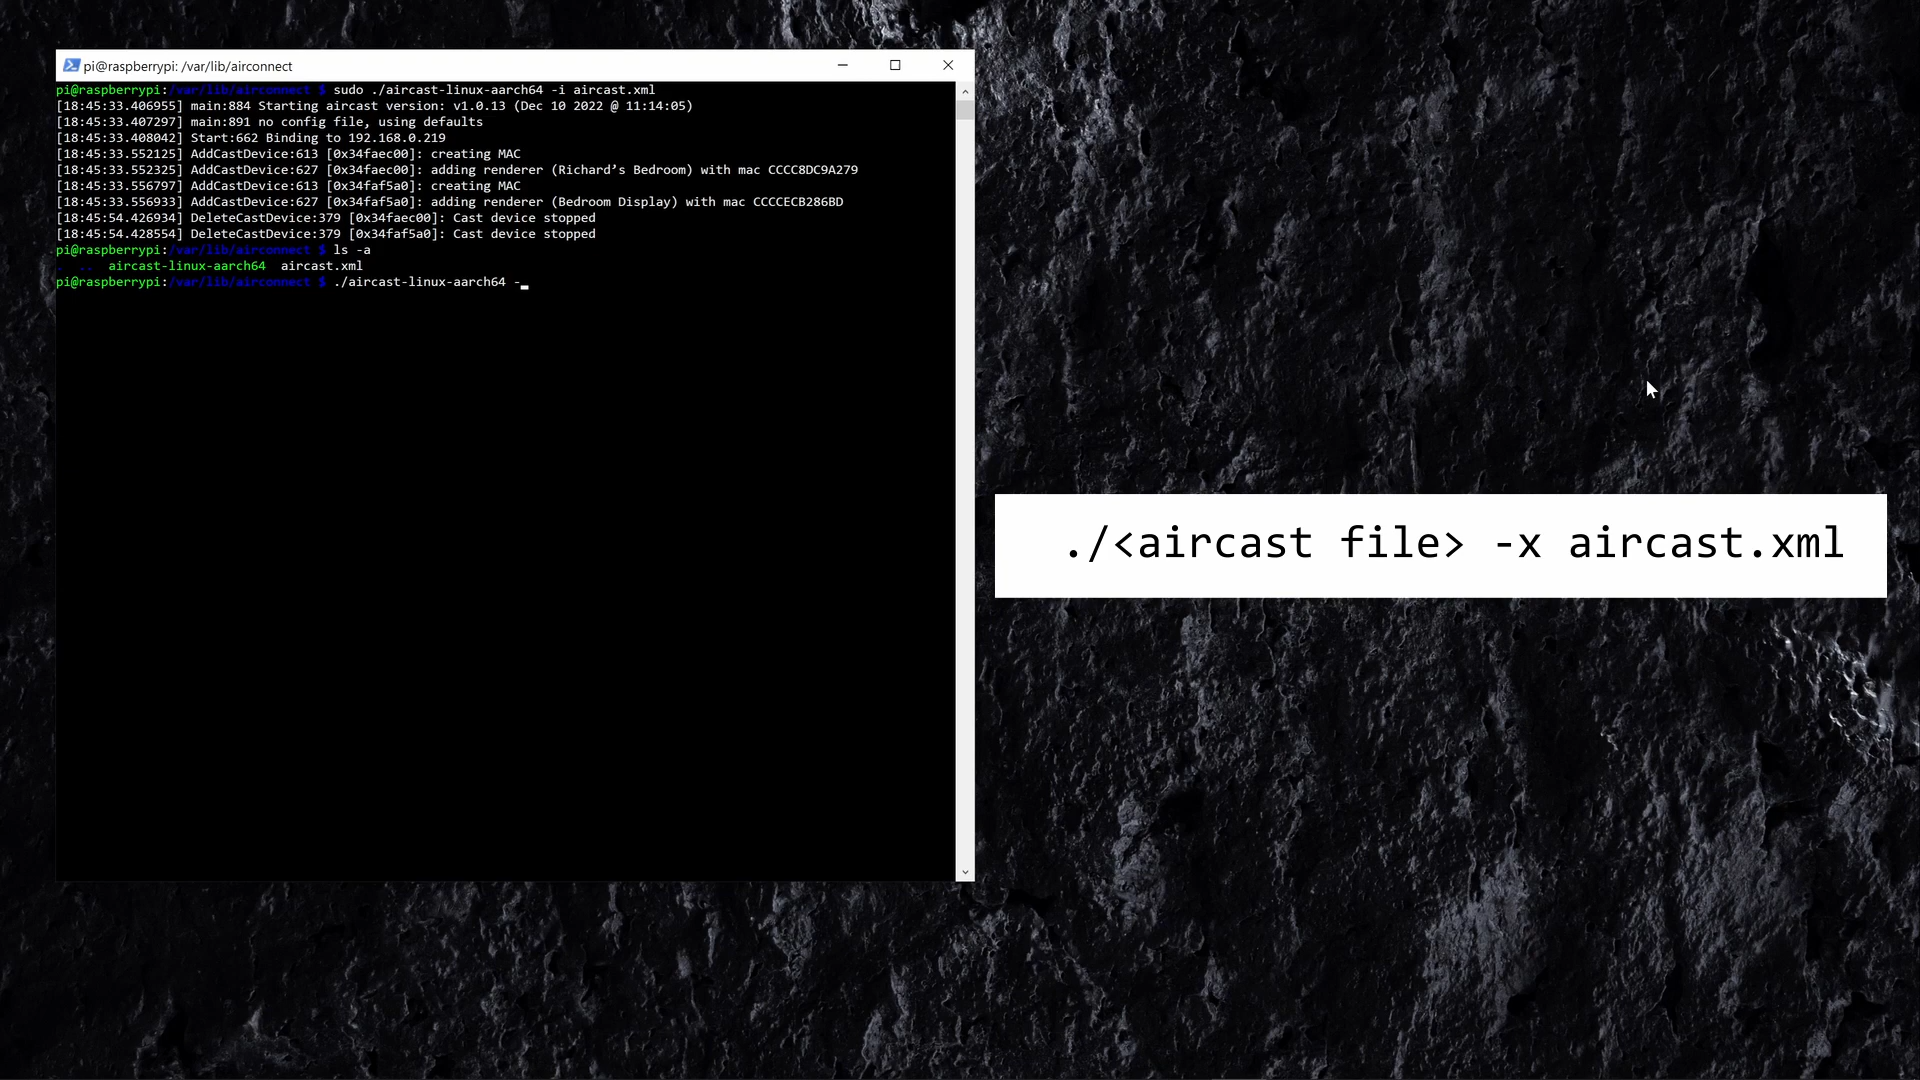 pi@raspberrypi: /var/lib/airconnect
pi@raspberrypi:/var/lib/airconnect $ sudo ./aircast-linux-aarch64 -i aircast.xml
[18:45:33.406955] main:884 Starting aircast version: v1.0.13 (Dec 10 2022 @ 11:14:05)
[18:45:33.407297] main:891 no config file, using defaults
[18:45:33.408042] Start:662 Binding to 192.168.0.219
[18:45:33.552125] AddCastDevice:613 [0x34faec00]: creating MAC
[18:45:33.552325] AddCastDevice:627 [0x34faec00]: adding renderer (Richard’s Bedroom) with mac CCCC8DC9A279
[18:45:33.556797] AddCastDevice:613 [0x34faf5a0]: creating MAC
[18:45:33.556933] AddCastDevice:627 [0x34faf5a0]: adding renderer (Bedroom Display) with mac CCCCECB286BD
[18:45:54.426934] DeleteCastDevice:379 [0x34faec00]: Cast device stopped
[18:45:54.428554] DeleteCastDevice:379 [0x34faf5a0]: Cast device stopped
pi@raspberrypi:/var/lib/airconnect $ ls -a
. .. aircast-linux-aarch64 aircast.xml
pi@raspberrypi:/var/lib/airconnect $ ./aircast-linux-aarch64 -
./<aircast file> -x aircast.xml